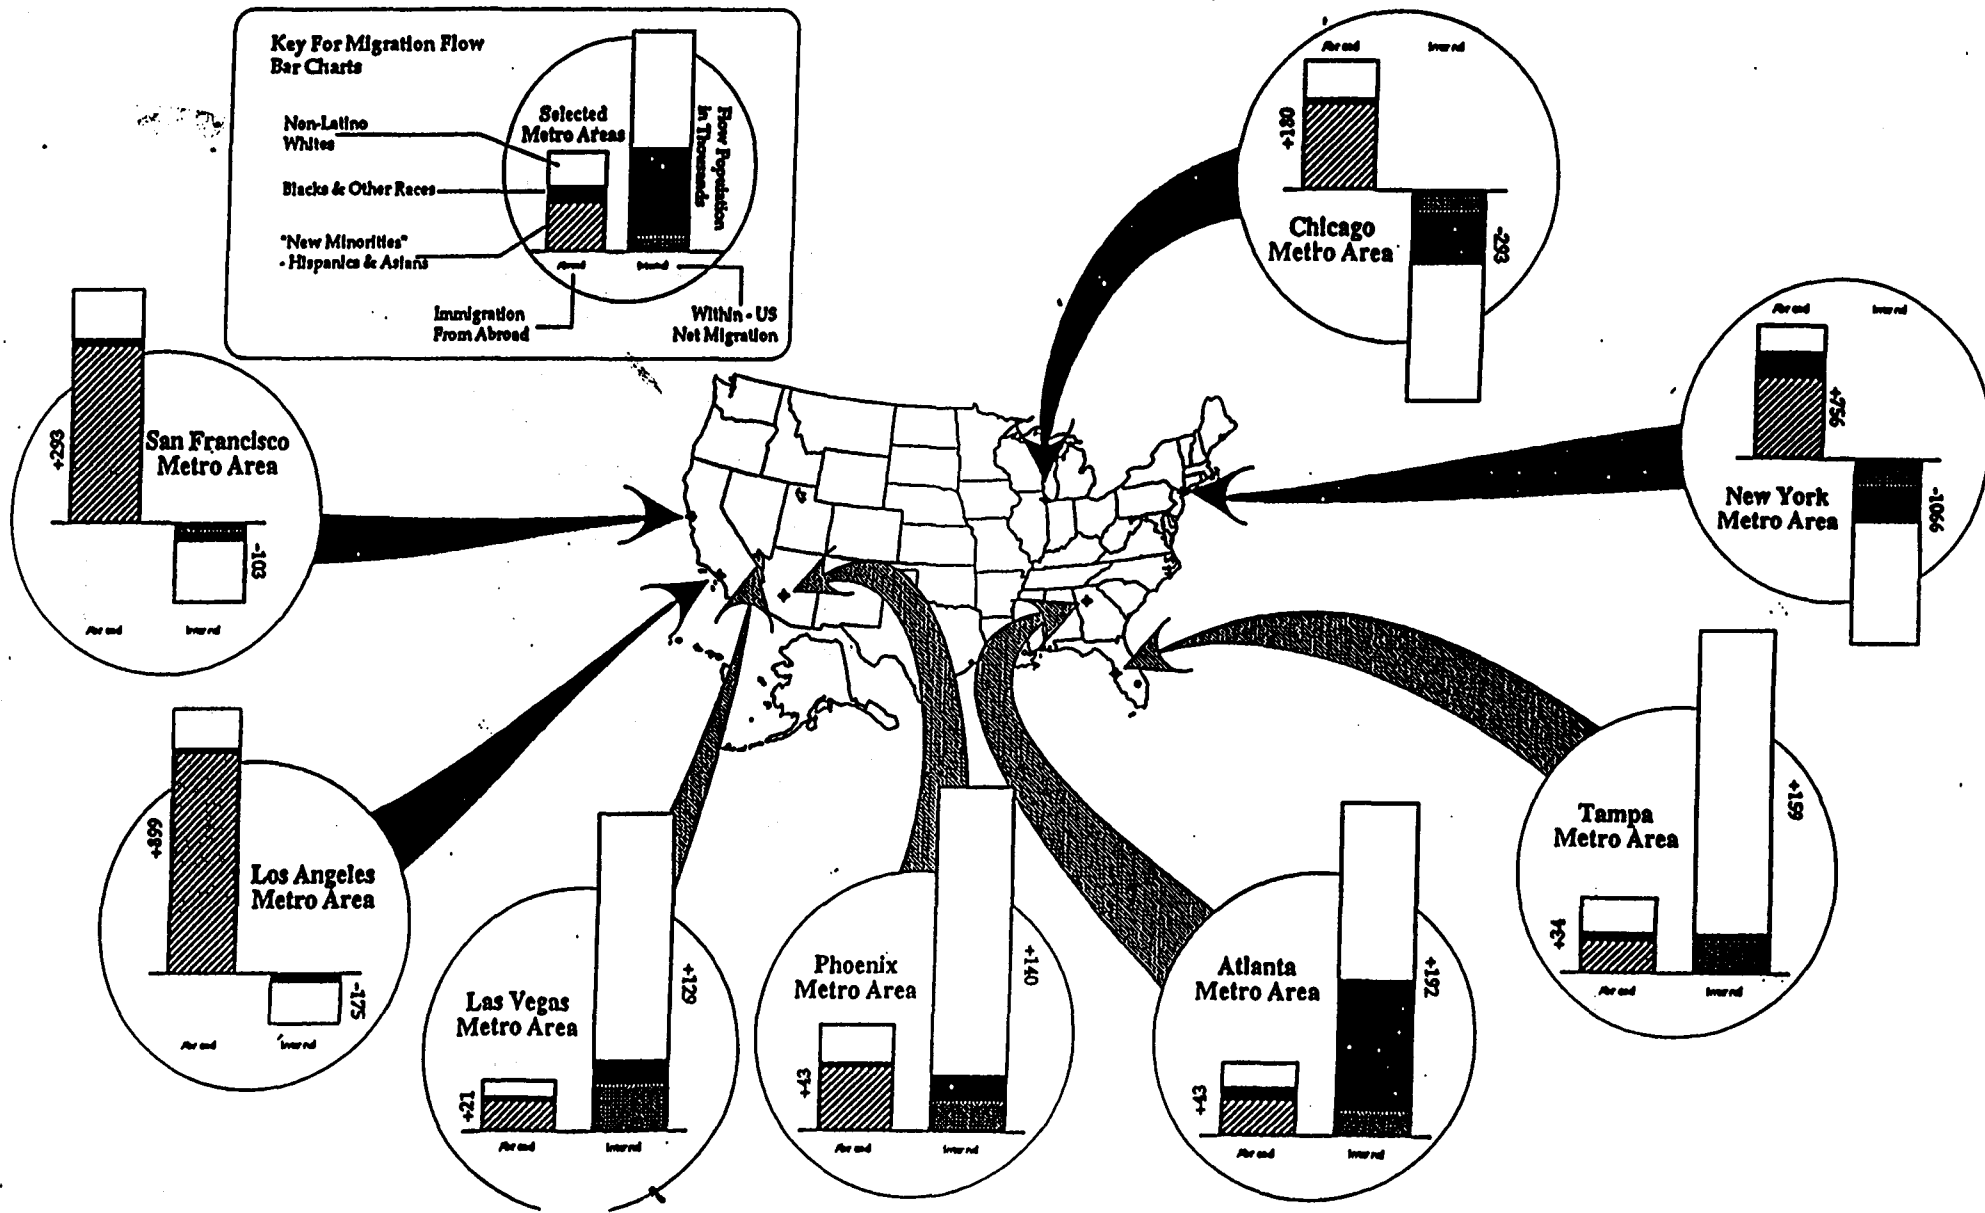 Key For Migration Flow
Bar Charts
Non-Latino
Whites
Blacks & Other Races
"New Minorities"
- Hispanics & Asians
Selected
Metro Areas
Flow Population
in Thousands
Immigration
From Abroad
Within - US
Net Migration
+180
Chicago
Metro Area
-293
+756
New York
Metro Area
-1066
+293
San Francisco
Metro Area
-103
+899
Los Angeles
Metro Area
-175
+21
Las Vegas
Metro Area
+129
+43
Phoenix
Metro Area
+140
+43
Atlanta
Metro Area
+192
+34
Tampa
Metro Area
+159